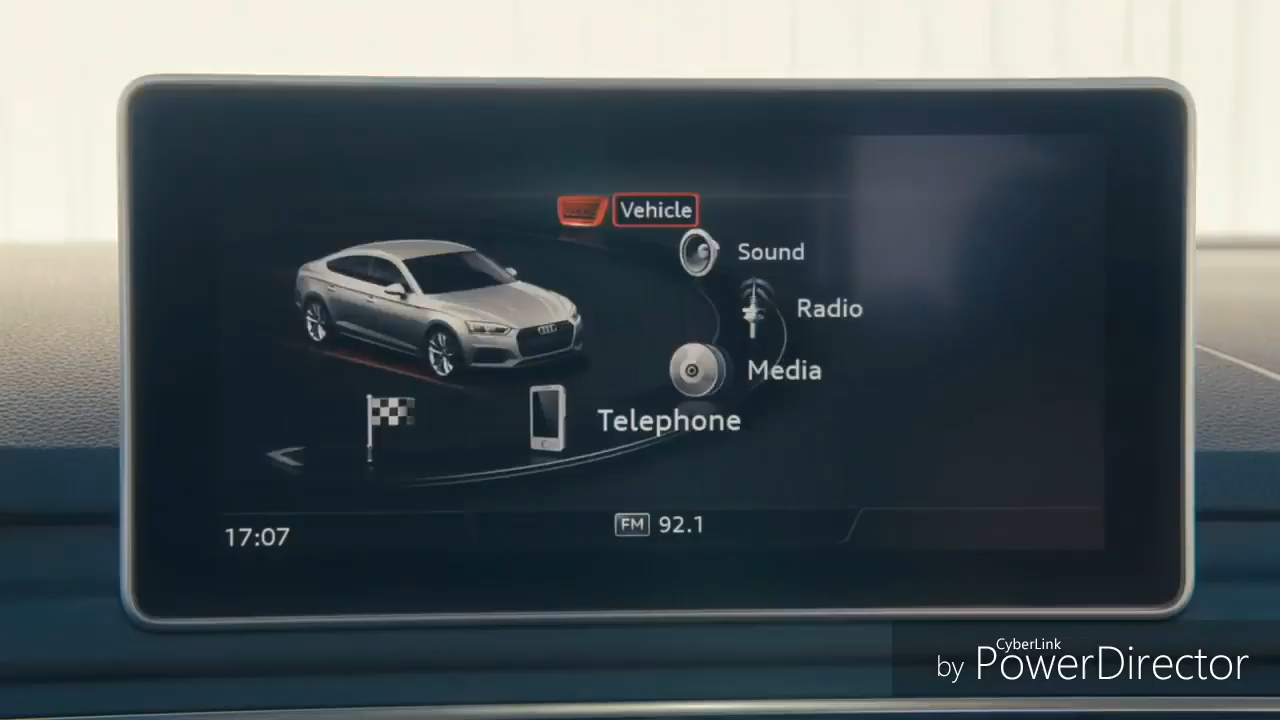 Vehicle
Sound
Radio
Media
Telephone
17:07
FM 92.1
CyberLink
by PowerDirector